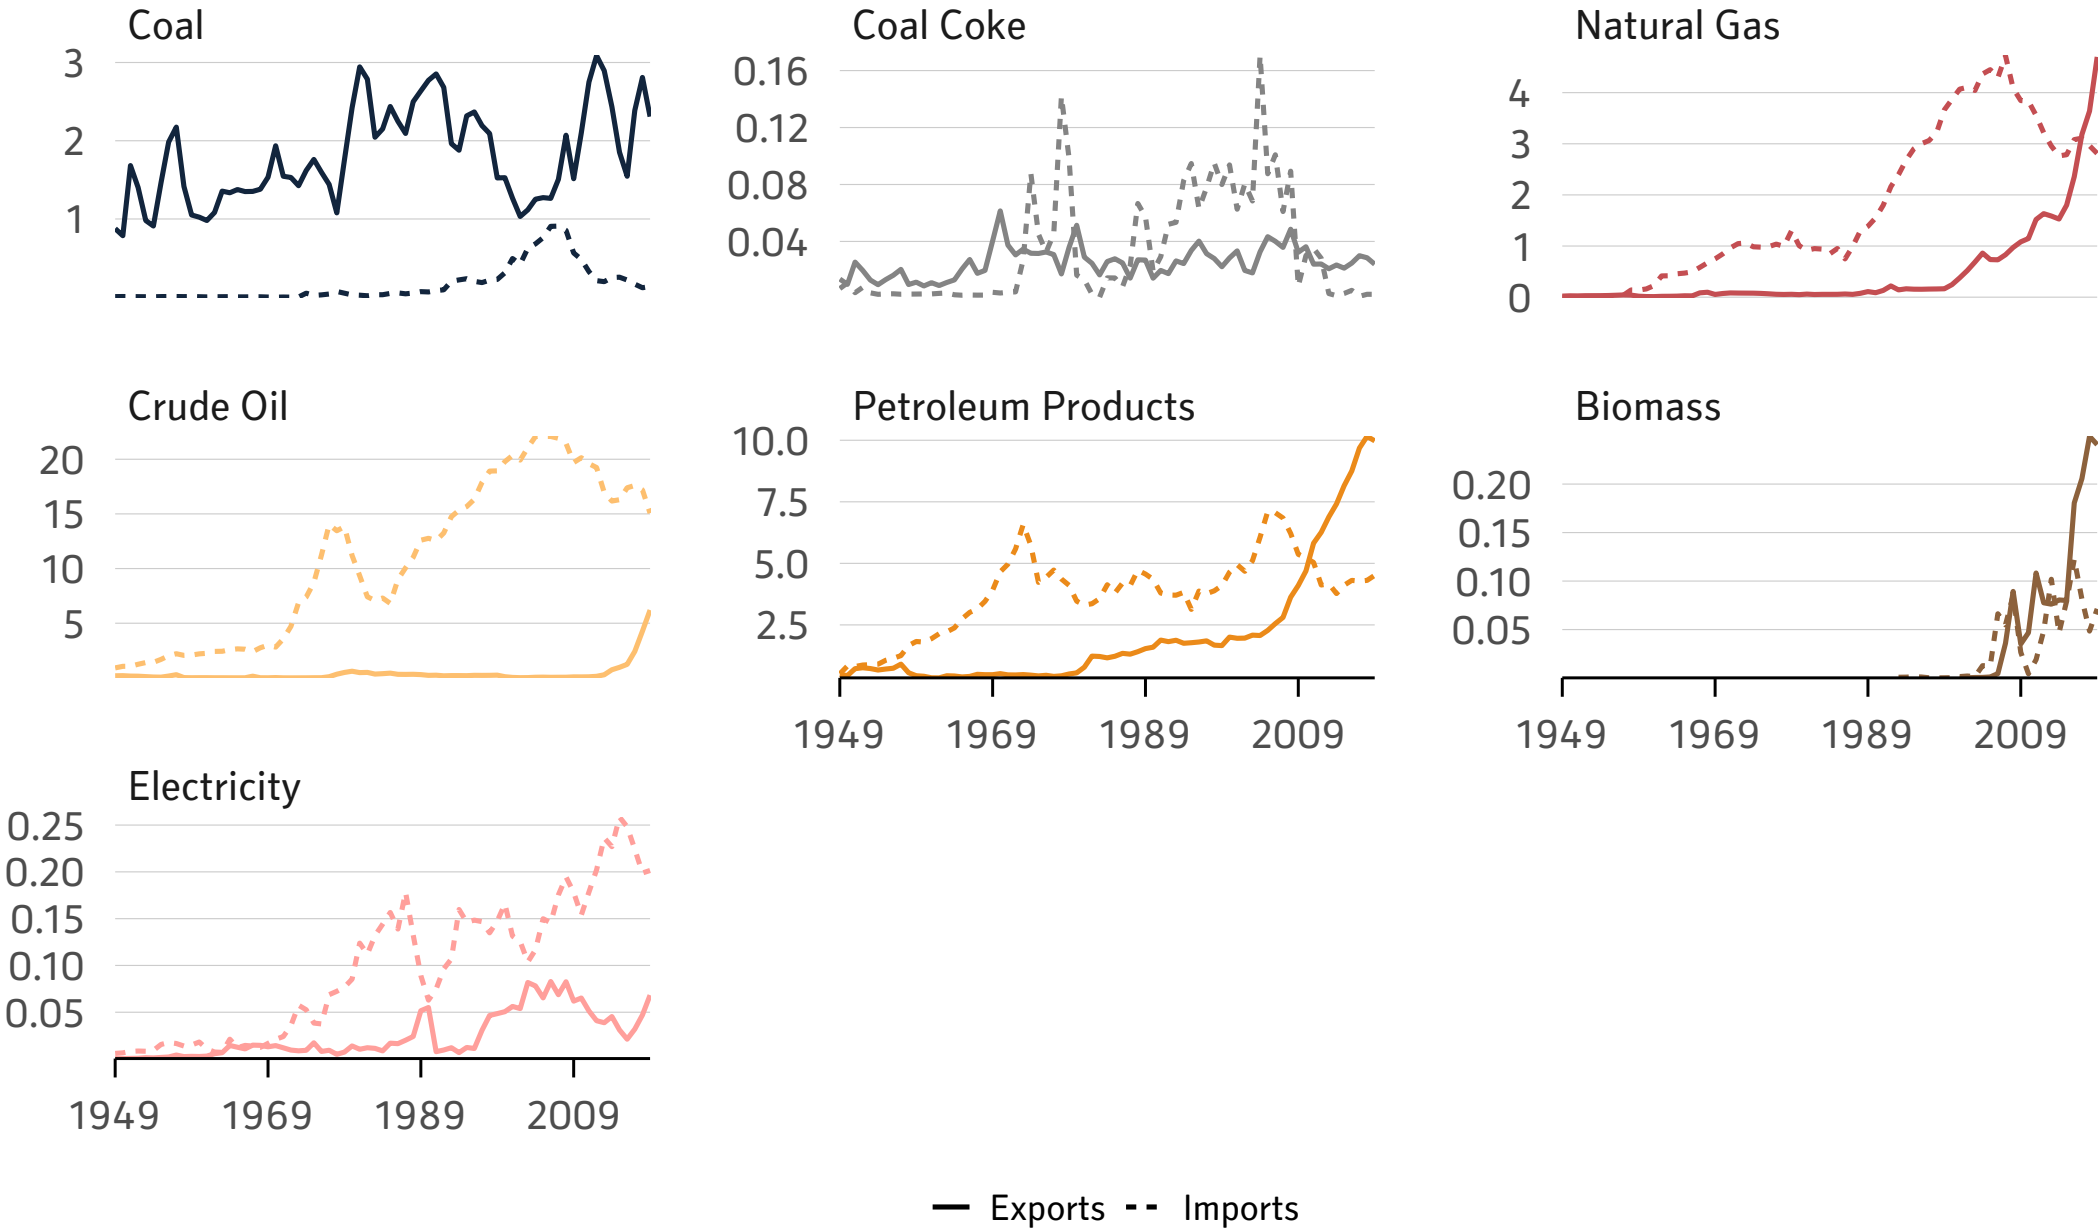 Coal
3
2
1
Coal Coke
0.16
0.12
0.08
0.04
Natural Gas
4
3
2
1
0
Crude Oil
20
15
10
5
Petroleum Products
10.0
7.5
5.0
2.5
1949 1969 1989 2009
Biomass
0.20
0.15
0.10
0.05
1949 1969 1989 2009
Electricity
0.25
0.20
0.15
0.10
0.05
1949 1969 1989 2009
Exports Imports